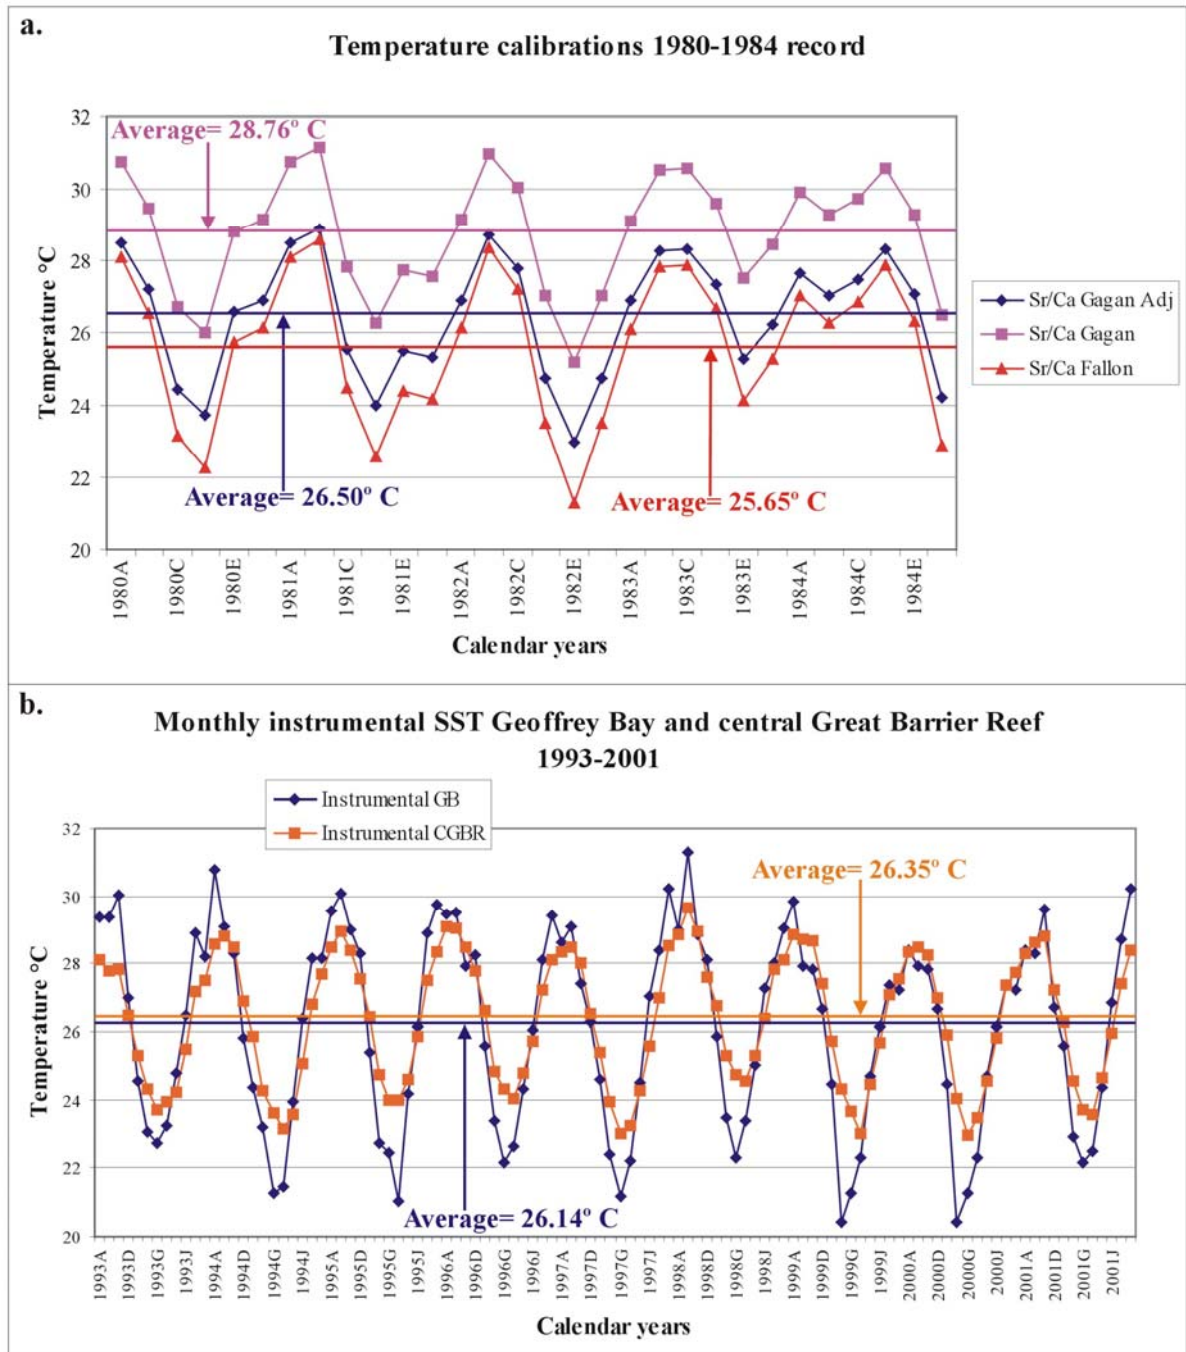 a.
Temperature calibrations 1980-1984 record
Average= 28.76º C
Average= 26.50º C
Average= 25.65º C
32
30
28
26
24
22
20
Temperature °C
1980A
1980C
1980E
1981A
1981C
1981E
1982A
1982C
1982E
1983A
1983C
1983E
1984A
1984C
1984E
Calendar years
Sr/Ca Gagan Adj
Sr/Ca Gagan
Sr/Ca Fallon
b.
Monthly instrumental SST Geoffrey Bay and central Great Barrier Reef
1993-2001
Instrumental GB
Instrumental CGBR
Average= 26.35º C
Average= 26.14º C
32
30
28
26
24
22
20
Temperature °C
1993A
1993D
1993G
1993J
1994A
1994D
1994G
1994J
1995A
1995D
1995G
1995J
1996A
1996D
1996G
1996J
1997A
1997D
1997G
1997J
1998A
1998D
1998G
1998J
1999A
1999D
1999G
1999J
2000A
2000D
2000G
2000J
2001A
2001D
2001G
2001J
Calendar years